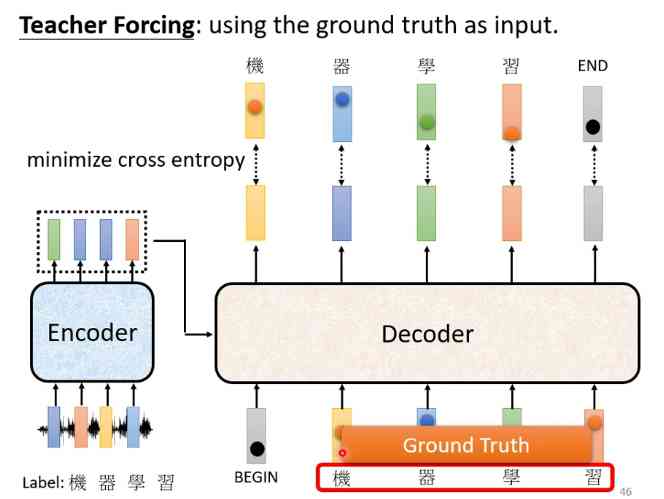 Teacher Forcing: using the ground truth as input.
機 器 學 習 END
minimize cross entropy
Encoder
Decoder
Ground Truth
Label: 機 器 學 習
BEGIN 機 器 學 習
46